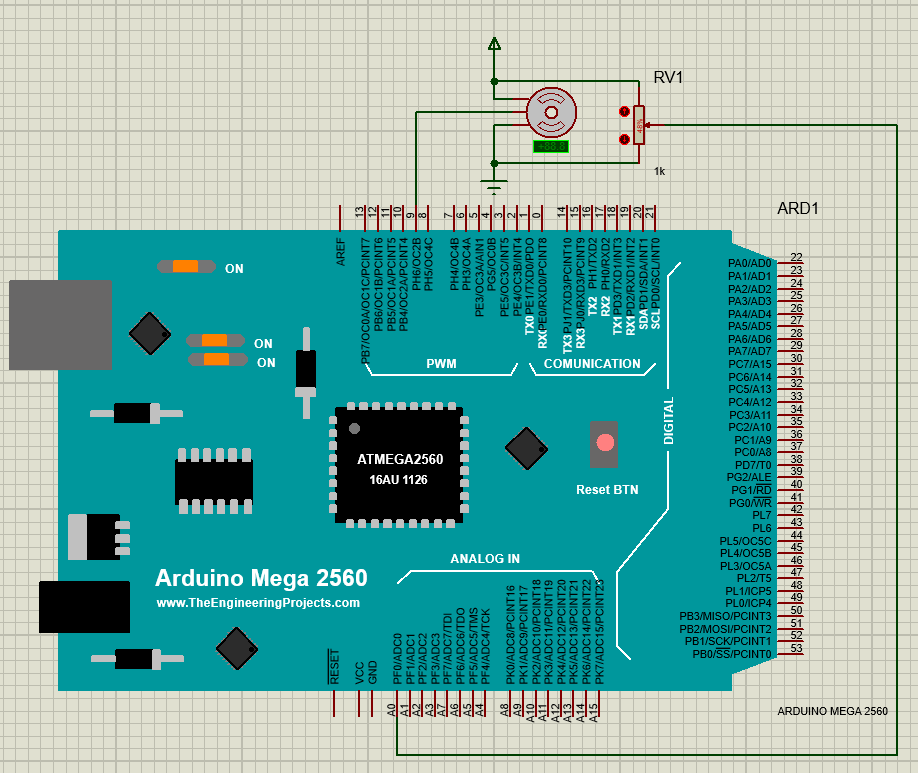 RV1
48%
+88.8
1k
ARD1
ARDUINO MEGA 2560
AREF
13
12
11
10
9
8
7
6
5
4
3
2
1
0
14
15
16
17
18
19
20
21
PB7/OC0A/OC1C/PCINT7
PB6/OC1B/PCINT6
PB5/OC1A/PCINT5
PB4/OC2A/PCINT4
PH6/OC2B
PH5/OC4C
PH4/OC4B
PH3/OC4A
PE3/OC3A/AIN1
PG5/OC0B
PE5/OC3C/INT5
PE4/OC3B/INT4
TX0 PE1/TXD0/PDO
RX0 PE0/RXD0/PCINT8
TX3 PJ1/TXD3/PCINT10
RX3 PJ0/RXD3/PCINT9
TX2 PH1/TXD2
RX2 PH0/RXD2
TX1 PD3/TXD1/INT3
RX1 PD2/RXD1/INT2
SDA PD1/SDA/INT1
SCL PD0/SCL/INT0
PWM
COMUNICATION
ON
ON
ON
ATMEGA2560
16AU 1126
Reset BTN
DIGITAL
ANALOG IN
Arduino Mega 2560
www.TheEngineeringProjects.com
PA0/AD0 22
PA1/AD1 23
PA2/AD2 24
PA3/AD3 25
PA4/AD4 26
PA5/AD5 27
PA6/AD6 28
PA7/AD7 29
PC7/A15 30
PC6/A14 31
PC5/A13 32
PC4/A12 33
PC3/A11 34
PC2/A10 35
PC1/A9 36
PC0/A8 37
PD7/T0 38
PG2/ALE 39
PG1/RD 40
PG0/WR 41
PL7 42
PL6 43
PL5/OC5C 44
PL4/OC5B 45
PL3/OC5A 46
PL2/T5 47
PL1/ICP5 48
PL0/ICP4 49
PB3/MISO/PCINT3 50
PB2/MOSI/PCINT2 51
PB1/SCK/PCINT1 52
PB0/SS/PCINT0 53
RESET
VCC
GND
PF0/ADC0
PF1/ADC1
PF2/ADC2
PF3/ADC3
PF7/ADC7/TDI
PF6/ADC6/TDO
PF5/ADC5/TMS
PF4/ADC4/TCK
PK0/ADC8/PCINT16
PK1/ADC9/PCINT17
PK2/ADC10/PCINT18
PK3/ADC11/PCINT19
PK4/ADC12/PCINT20
PK5/ADC13/PCINT21
PK6/ADC14/PCINT22
PK7/ADC15/PCINT23
A0
A1
A2
A3
A7
A6
A5
A4
A8
A9
A10
A11
A12
A13
A14
A15